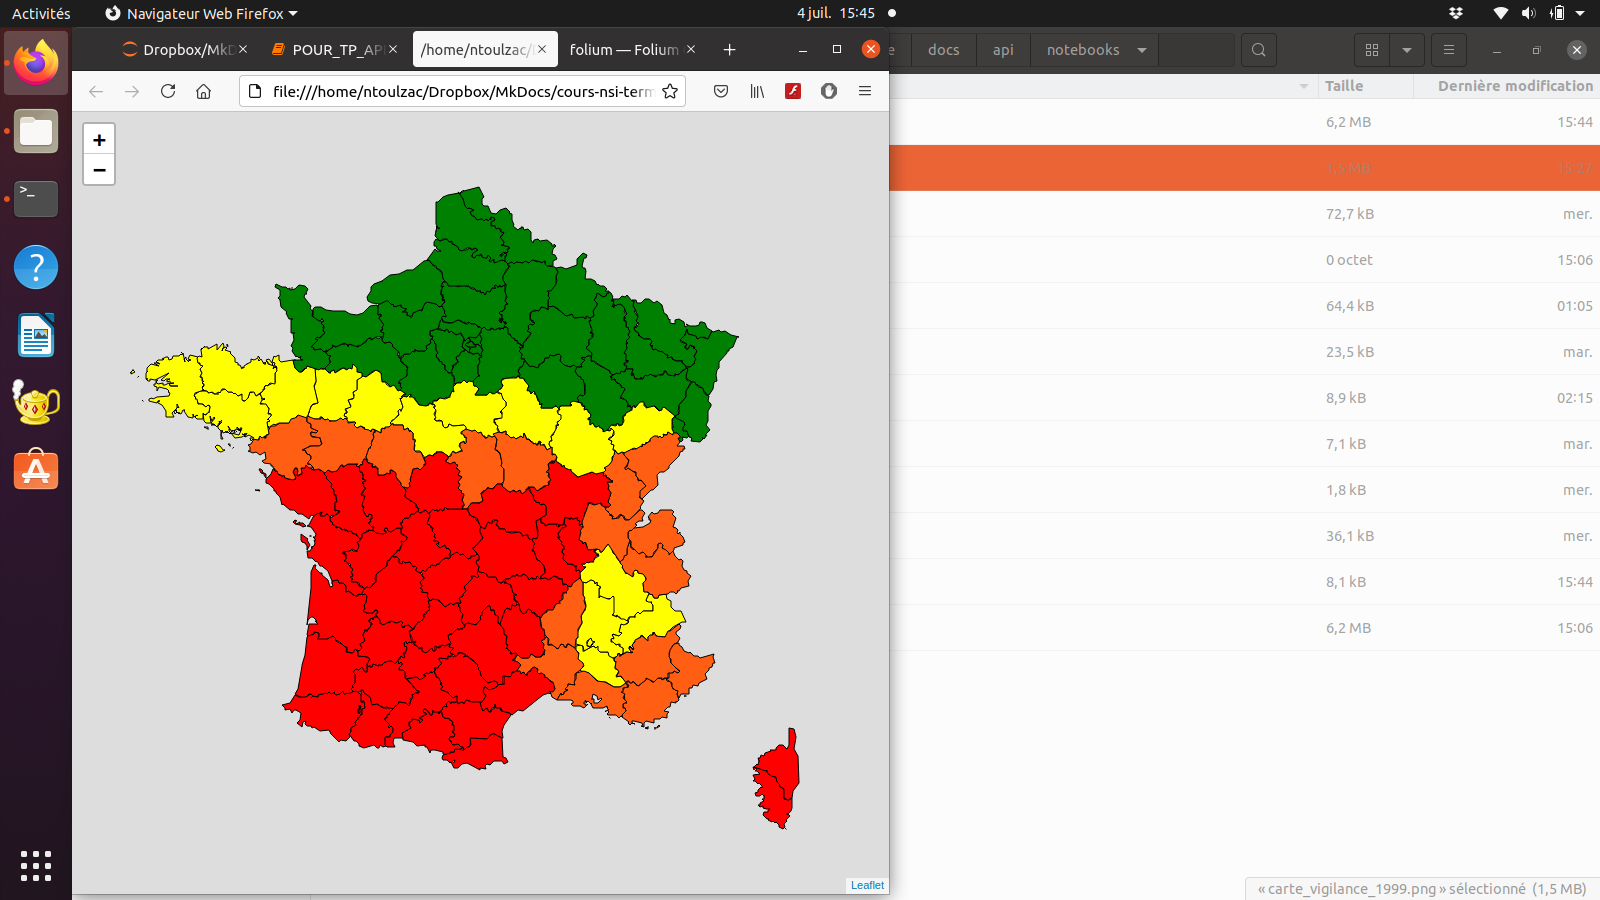 Activités
Navigateur Web Firefox
4 juil. 15:45
Dropbox/MkD
POUR_TP_API
/home/ntoulzac/
folium — Folium
docs
api
notebooks
file:///home/ntoulzac/Dropbox/MkDocs/cours-nsi-term
Taille
Dernière modification
6,2 MB
15:44
1,5 MB
15:27
72,7 kB
mer.
0 octet
15:06
64,4 kB
01:05
23,5 kB
mar.
8,9 kB
02:15
7,1 kB
mar.
1,8 kB
mer.
36,1 kB
mer.
8,1 kB
15:44
6,2 MB
15:06
+
−
Leaflet
« carte_vigilance_1999.png » sélectionné (1,5 MB)